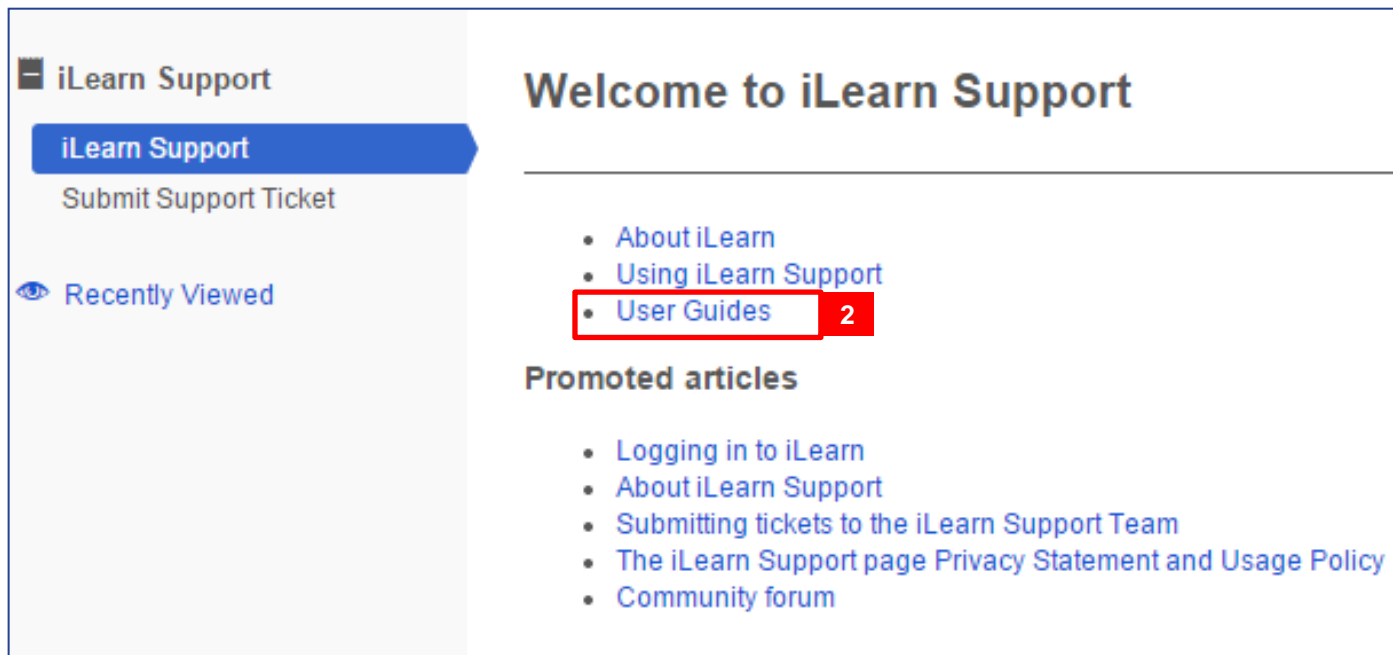 iLearn Support
iLearn Support
Submit Support Ticket
Recently Viewed
Welcome to iLearn Support
About iLearn
Using iLearn Support
User Guides 2
Promoted articles
Logging in to iLearn
About iLearn Support
Submitting tickets to the iLearn Support Team
The iLearn Support page Privacy Statement and Usage Policy
Community forum